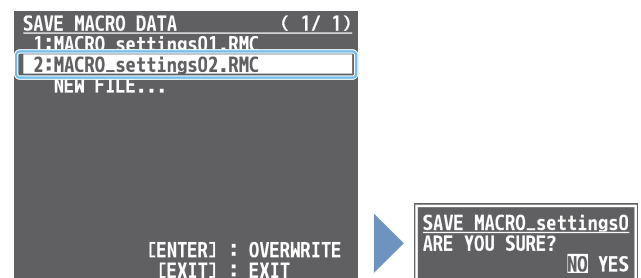 SAVE MACRO DATA ( 1/ 1)
1:MACRO_settings01.RMC
2:MACRO_settings02.RMC
NEW FILE...
[ENTER] : OVERWRITE
[EXIT] : EXIT
SAVE MACRO_settings0
ARE YOU SURE?
NO YES